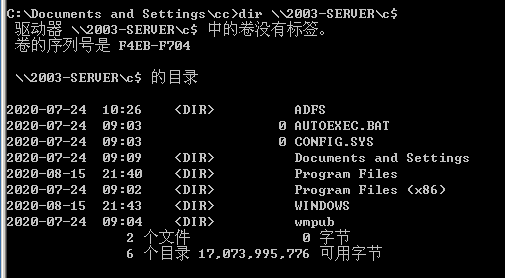 C:\Documents and Settings\cc>dir \\2003-SERVER\c$
驱动器 \\2003-SERVER\c$ 中的卷没有标签。
卷的序列号是 F4EB-F704
\\2003-SERVER\c$ 的目录
2020-07-24  10:26    <DIR>          ADFS
2020-07-24  09:03                 0 AUTOEXEC.BAT
2020-07-24  09:03                 0 CONFIG.SYS
2020-07-24  09:09    <DIR>          Documents and Settings
2020-08-15  21:40    <DIR>          Program Files
2020-07-24  09:02    <DIR>          Program Files (x86)
2020-08-15  21:43    <DIR>          WINDOWS
2020-07-24  09:04    <DIR>          wmpub
2 个文件              0 字节
6 个目录 17,073,995,776 可用字节